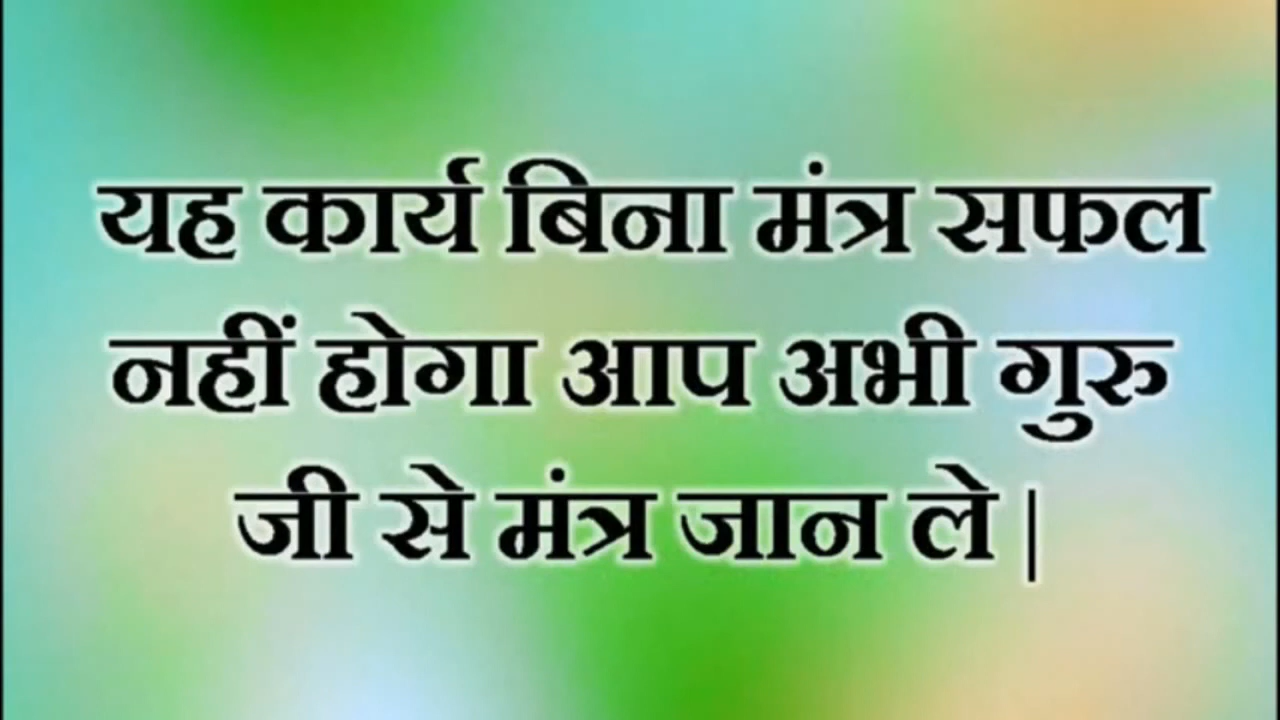 यह कार्य बिना मंत्र सफल
नहीं होगा आप अभी गुरु
जी से मंत्र जान ले |